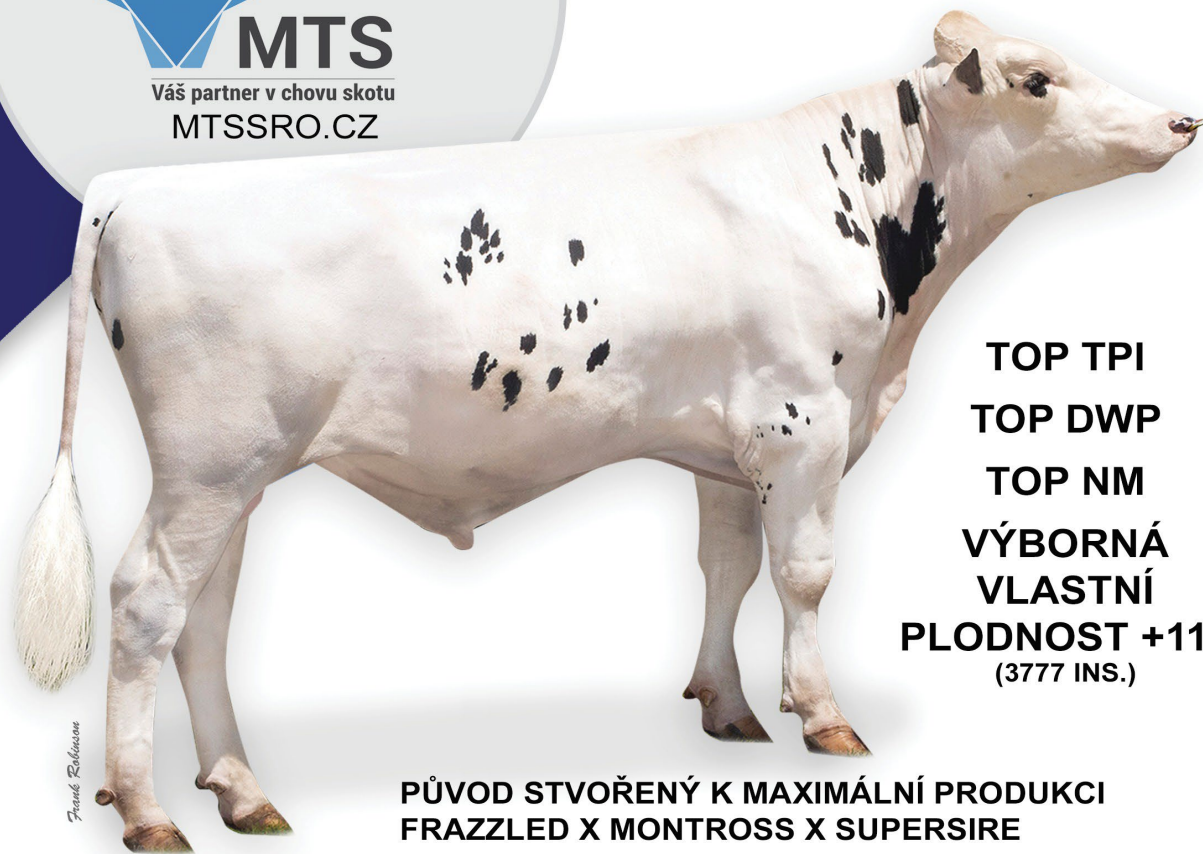 MTS
Váš partner v chovu skotu
MTSSRO.CZ
TOP TPI
TOP DWP
TOP NM
VÝBORNÁ
VLASTNÍ
PLODNOST +11
(3777 INS.)
Frank Robinson
PŮVOD STVOŘENÝ K MAXIMÁLNÍ PRODUKCI
FRAZZLED X MONTROSS X SUPERSIRE